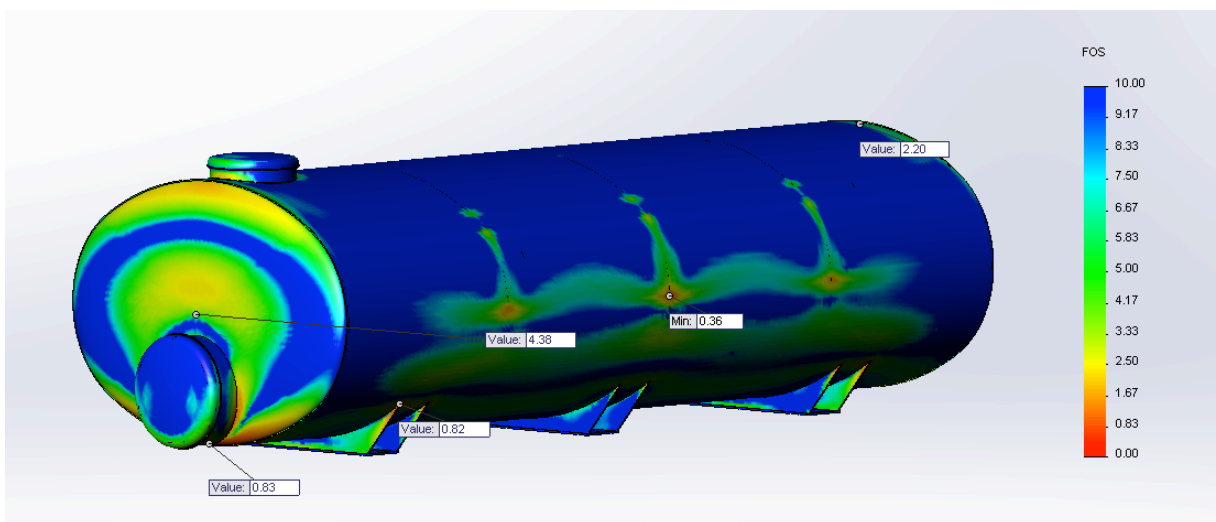 FOS
10.00
9.17
8.33
7.50
6.67
5.83
5.00
4.17
3.33
2.50
1.67
0.83
0.00
Value: 2.20
Min: 0.36
Value: 4.38
Value: 0.82
Value: 0.83